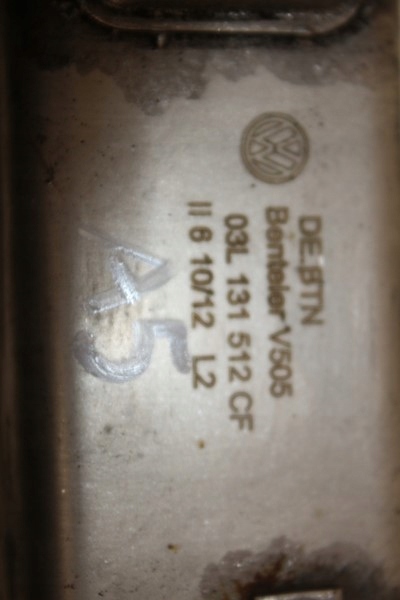 DE.BTN
Benteler V505
03L 131 512 CF
II 6 10/12 L2
A5